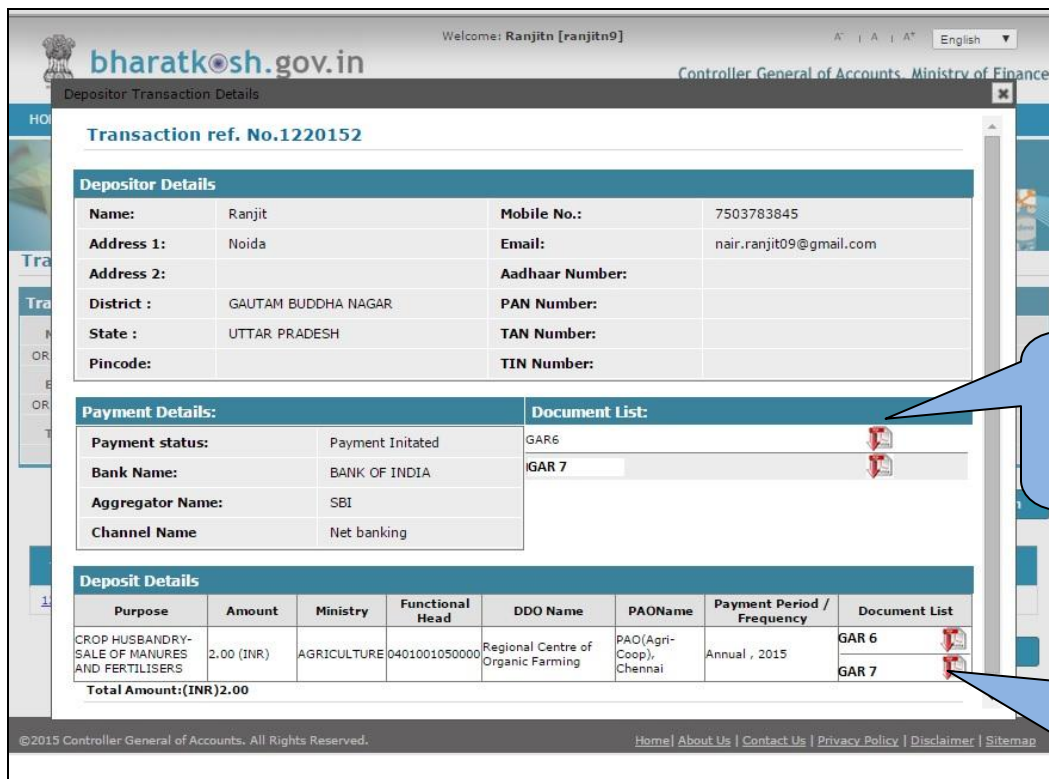 Welcome: Ranjitn [ranjitn9]
A- | A | A+
English
bharatkosh.gov.in
Controller General of Accounts, Ministry of Finance
Depositor Transaction Details
Transaction ref. No.1220152
Depositor Details
Name: Ranjit Mobile No.: 7503783845
Address 1: Noida Email: nair.ranjit09@gmail.com
Address 2: Aadhaar Number:
District : GAUTAM BUDDHA NAGAR PAN Number:
State : UTTAR PRADESH TAN Number:
Pincode: TIN Number:
Payment Details: Document List:
Payment status: Payment Initated GAR6
Bank Name: BANK OF INDIA GAR 7
Aggregator Name: SBI
Channel Name Net banking
Deposit Details
Purpose Amount Ministry Functional Head DDO Name PAOName Payment Period / Frequency Document List
CROP HUSBANDRY-
SALE OF MANURES
AND FERTILISERS
2.00 (INR)
AGRICULTURE
0401001050000
Regional Centre of
Organic Farming
PAO(Agri-
Coop),
Chennai
Annual , 2015
GAR 6
GAR 7
Total Amount:(INR)2.00
©2015 Controller General of Accounts. All Rights Reserved.
Home| About Us | Contact Us | Privacy Policy | Disclaimer | Sitemap